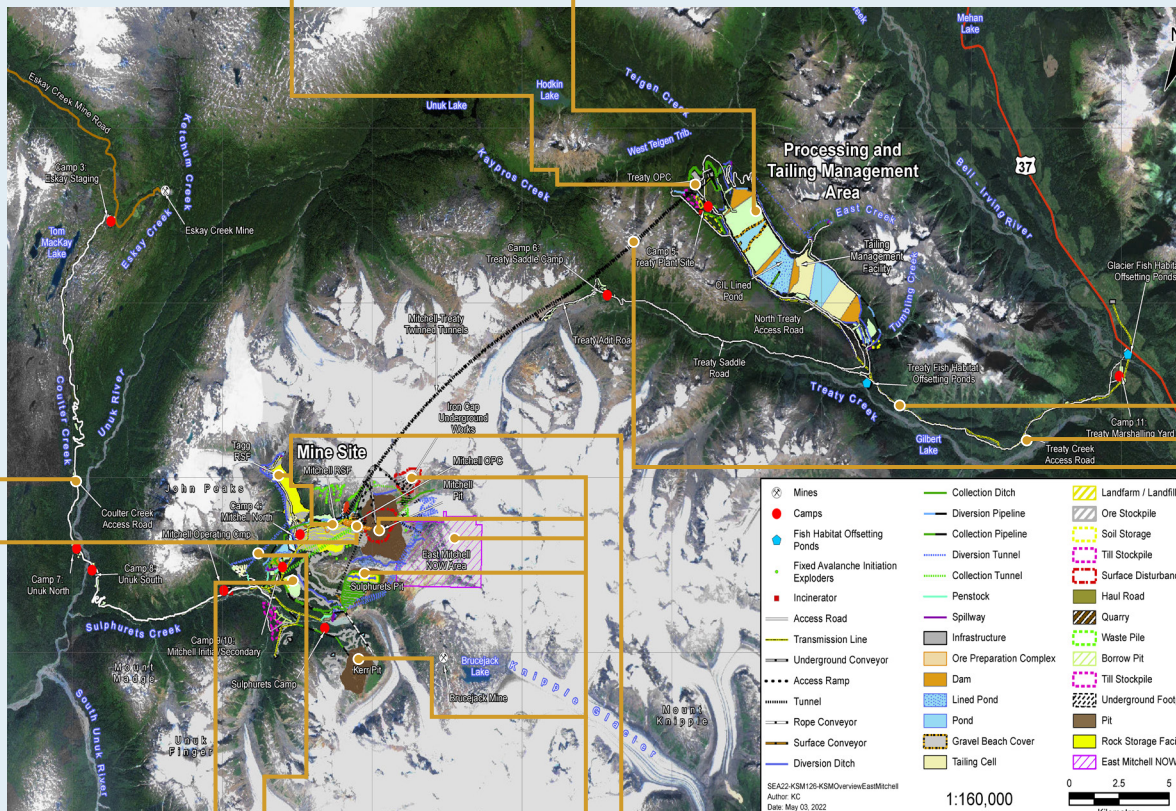 Mehan
Lake
Creek
N
Eskay Creek Mine Road
Ketchum Creek
Hodkin
Lake
Teigen Creek
Unuk Lake
West Teigen Trib.
Processing and
Tailing Management
Area
37
Camp 3:
Eskay Staging
Kaypros Creek
Treaty OPC
Bell - Irving River
Eskay Creek Mine
Eskay Creek
Tom
MacKay
Lake
East Creek
Camp 6:
Treaty Saddle Camp
Camp 5:
Treaty Plant Site
Tailing
Management
Facility
Glacier Fish Habitat
Offsetting Ponds
CIL Lined
Pond
Mitchell-Treaty
Twinned Tunnels
Treaty Adit Road
North Treaty
Access Road
Tumbling Creek
Treaty Saddle
Road
Treaty Fish Habitat
Offsetting Ponds
Treaty Creek
Coulter Creek
Unuk River
Iron Cap
Underground
Works
Camp 11:
Treaty Marshalling Yard
Gilbert
Lake
Treaty Creek
Access Road
Tagg
RSF
Mine Site
Mitchell RSF
Mitchell OPC
Mitchell
Pit
John Peaks
Camp 4:
Mitchell North
Coulter Creek
Access Road
Mitchell Operating Cmp
East Mitchell
NOW Area
Camp 7:
Unuk North
Camp 8:
Unuk South
Sulphurets Pit
Sulphurets Creek
Camp 9/10:
Mitchell Initial/Secondary
Mount
Madge
Sulphurets Camp
Kerr Pit
Brucejack
Lake
Brucejack Mine
Knipple Glacier
Mount
Knipple
South Unuk River
Unuk
Finger
Mines
Camps
Fish Habitat Offsetting
Ponds
Fixed Avalanche Initiation
Exploders
Incinerator
Access Road
Transmission Line
Underground Conveyor
Access Ramp
Tunnel
Rope Conveyor
Surface Conveyor
Diversion Ditch
Collection Ditch
Diversion Pipeline
Collection Pipeline
Diversion Tunnel
Collection Tunnel
Penstock
Spillway
Infrastructure
Ore Preparation Complex
Dam
Lined Pond
Pond
Gravel Beach Cover
Tailing Cell
Landfarm / Landfill
Ore Stockpile
Soil Storage
Till Stockpile
Surface Disturban
Haul Road
Quarry
Waste Pile
Borrow Pit
Till Stockpile
Underground Foot
Pit
Rock Storage Faci
East Mitchell NOW
SEA22-KSM126-KSMOverviewEastMitchell
Author: KC
Date: May 03, 2022
1:160,000
0 2.5 5
Kilometres